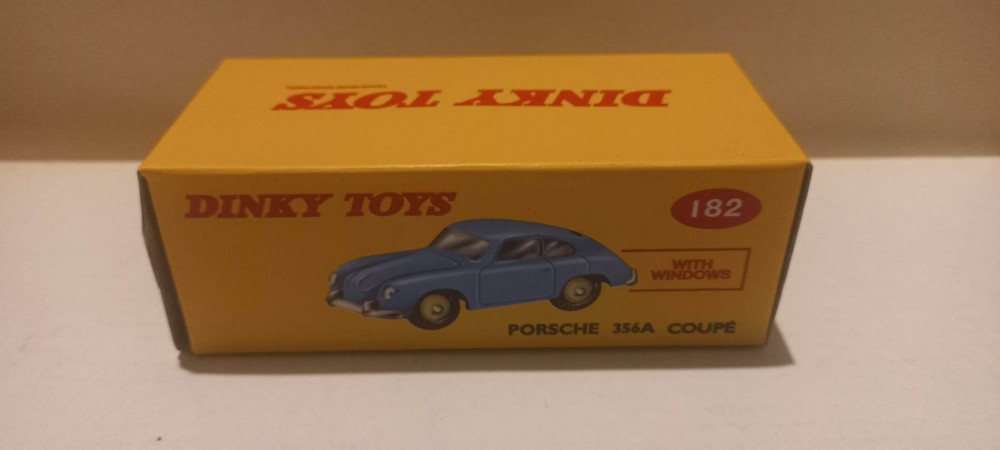 DINKY TOYS
DINKY TOYS
182
WITH
WINDOWS
PORSCHE 356A COUPÉ